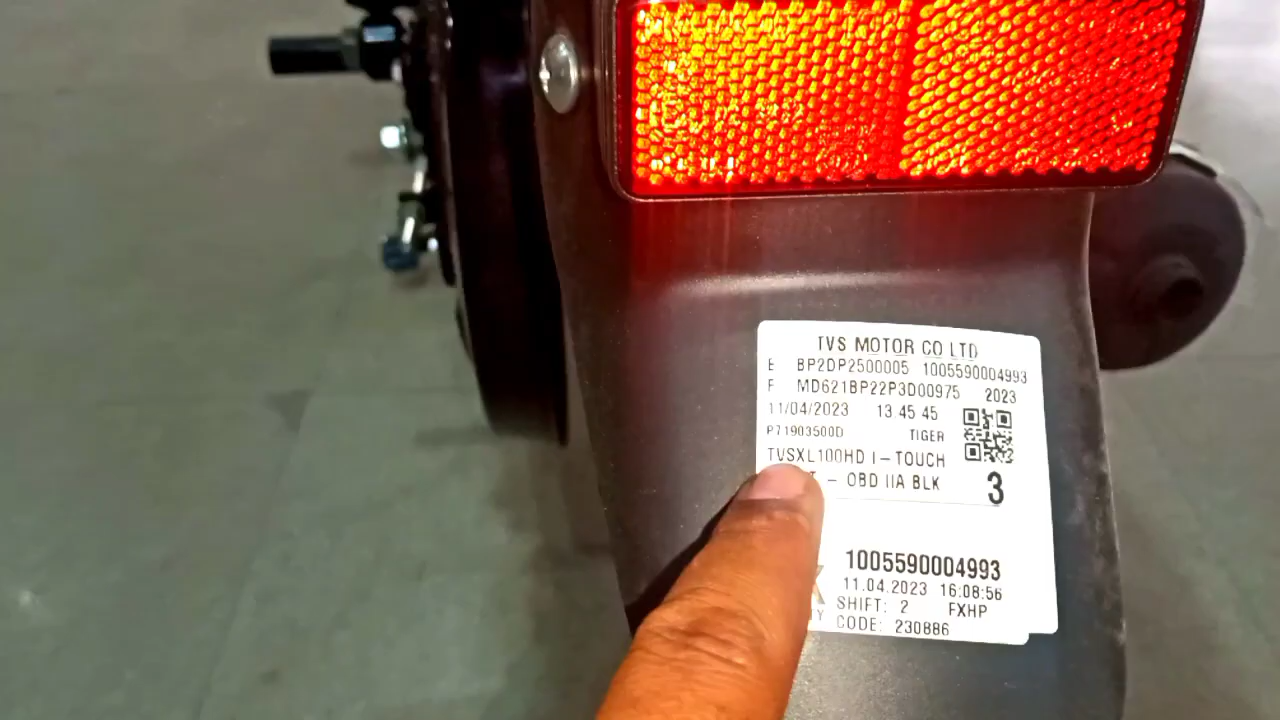 TVS MOTOR CO LTD
E BP2DP2500005 1005590004993
F MD621BP22P3D00975 2023
11/04/2023 13 45 45
P71903500D TIGER
TVSXL100HD I-TOUCH
- OBD IIA BLK 3
1005590004993
11.04.2023 16:08:56
SHIFT: 2 FXHP
CODE: 230886